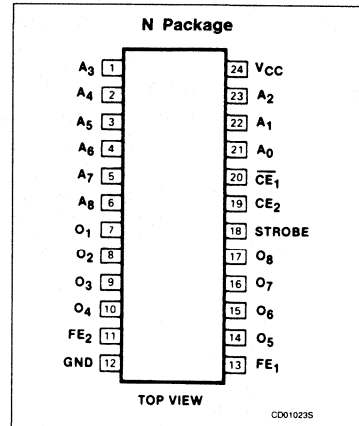 N Package
A3 1 24 VCC
A4 2 23 A2
A5 3 22 A1
A6 4 21 A0
A7 5 20 C̅E̅1
A8 6 19 CE2
O1 7 18 STROBE
O2 8 17 O8
O3 9 16 O7
O4 10 15 O6
FE2 11 14 O5
GND 12 13 FE1
TOP VIEW
CD01023S